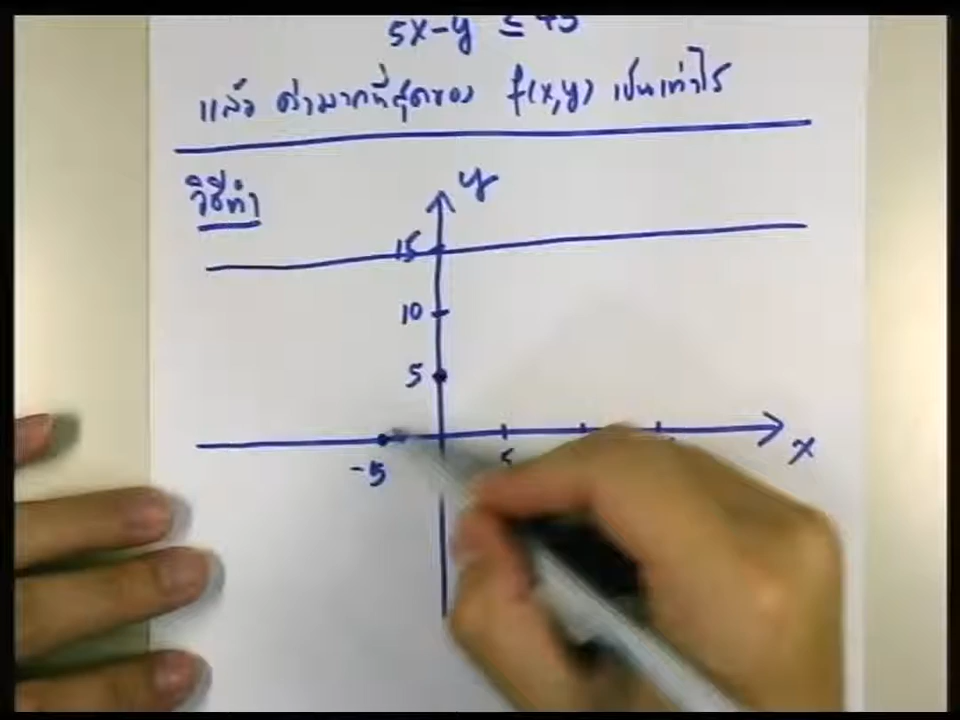 5x-y ≤ 45
แล้ว ค่ามากที่สุดของ f(x,y) เป็นเท่าไร
วิธีทำ
y
15
10
5
-5
5
x